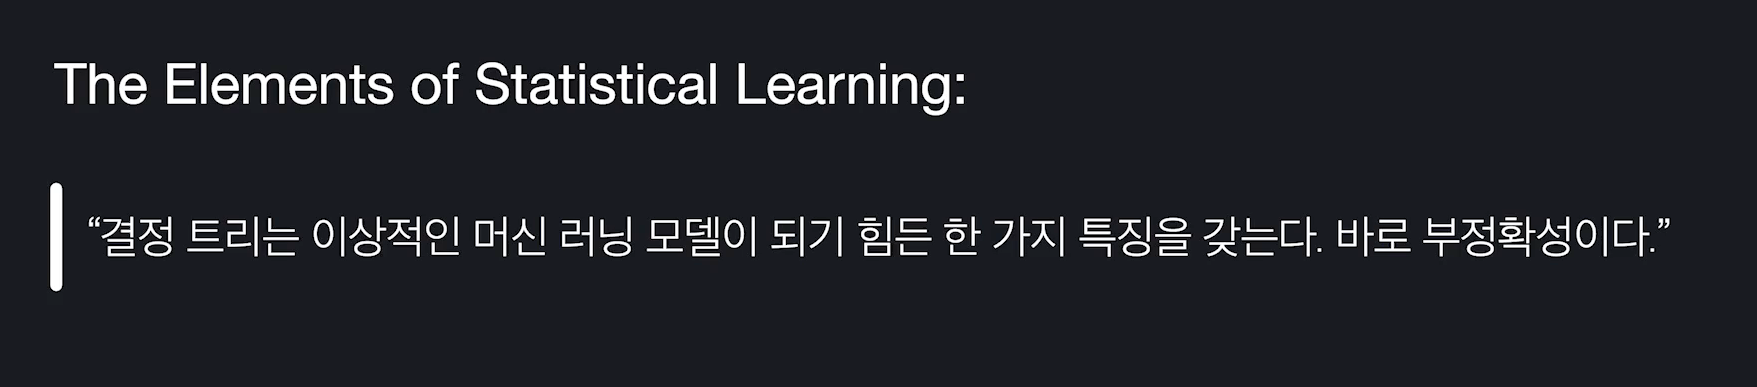 The Elements of Statistical Learning:
“결정 트리는 이상적인 머신 러닝 모델이 되기 힘든 한 가지 특징을 갖는다. 바로 부정확성이다.”